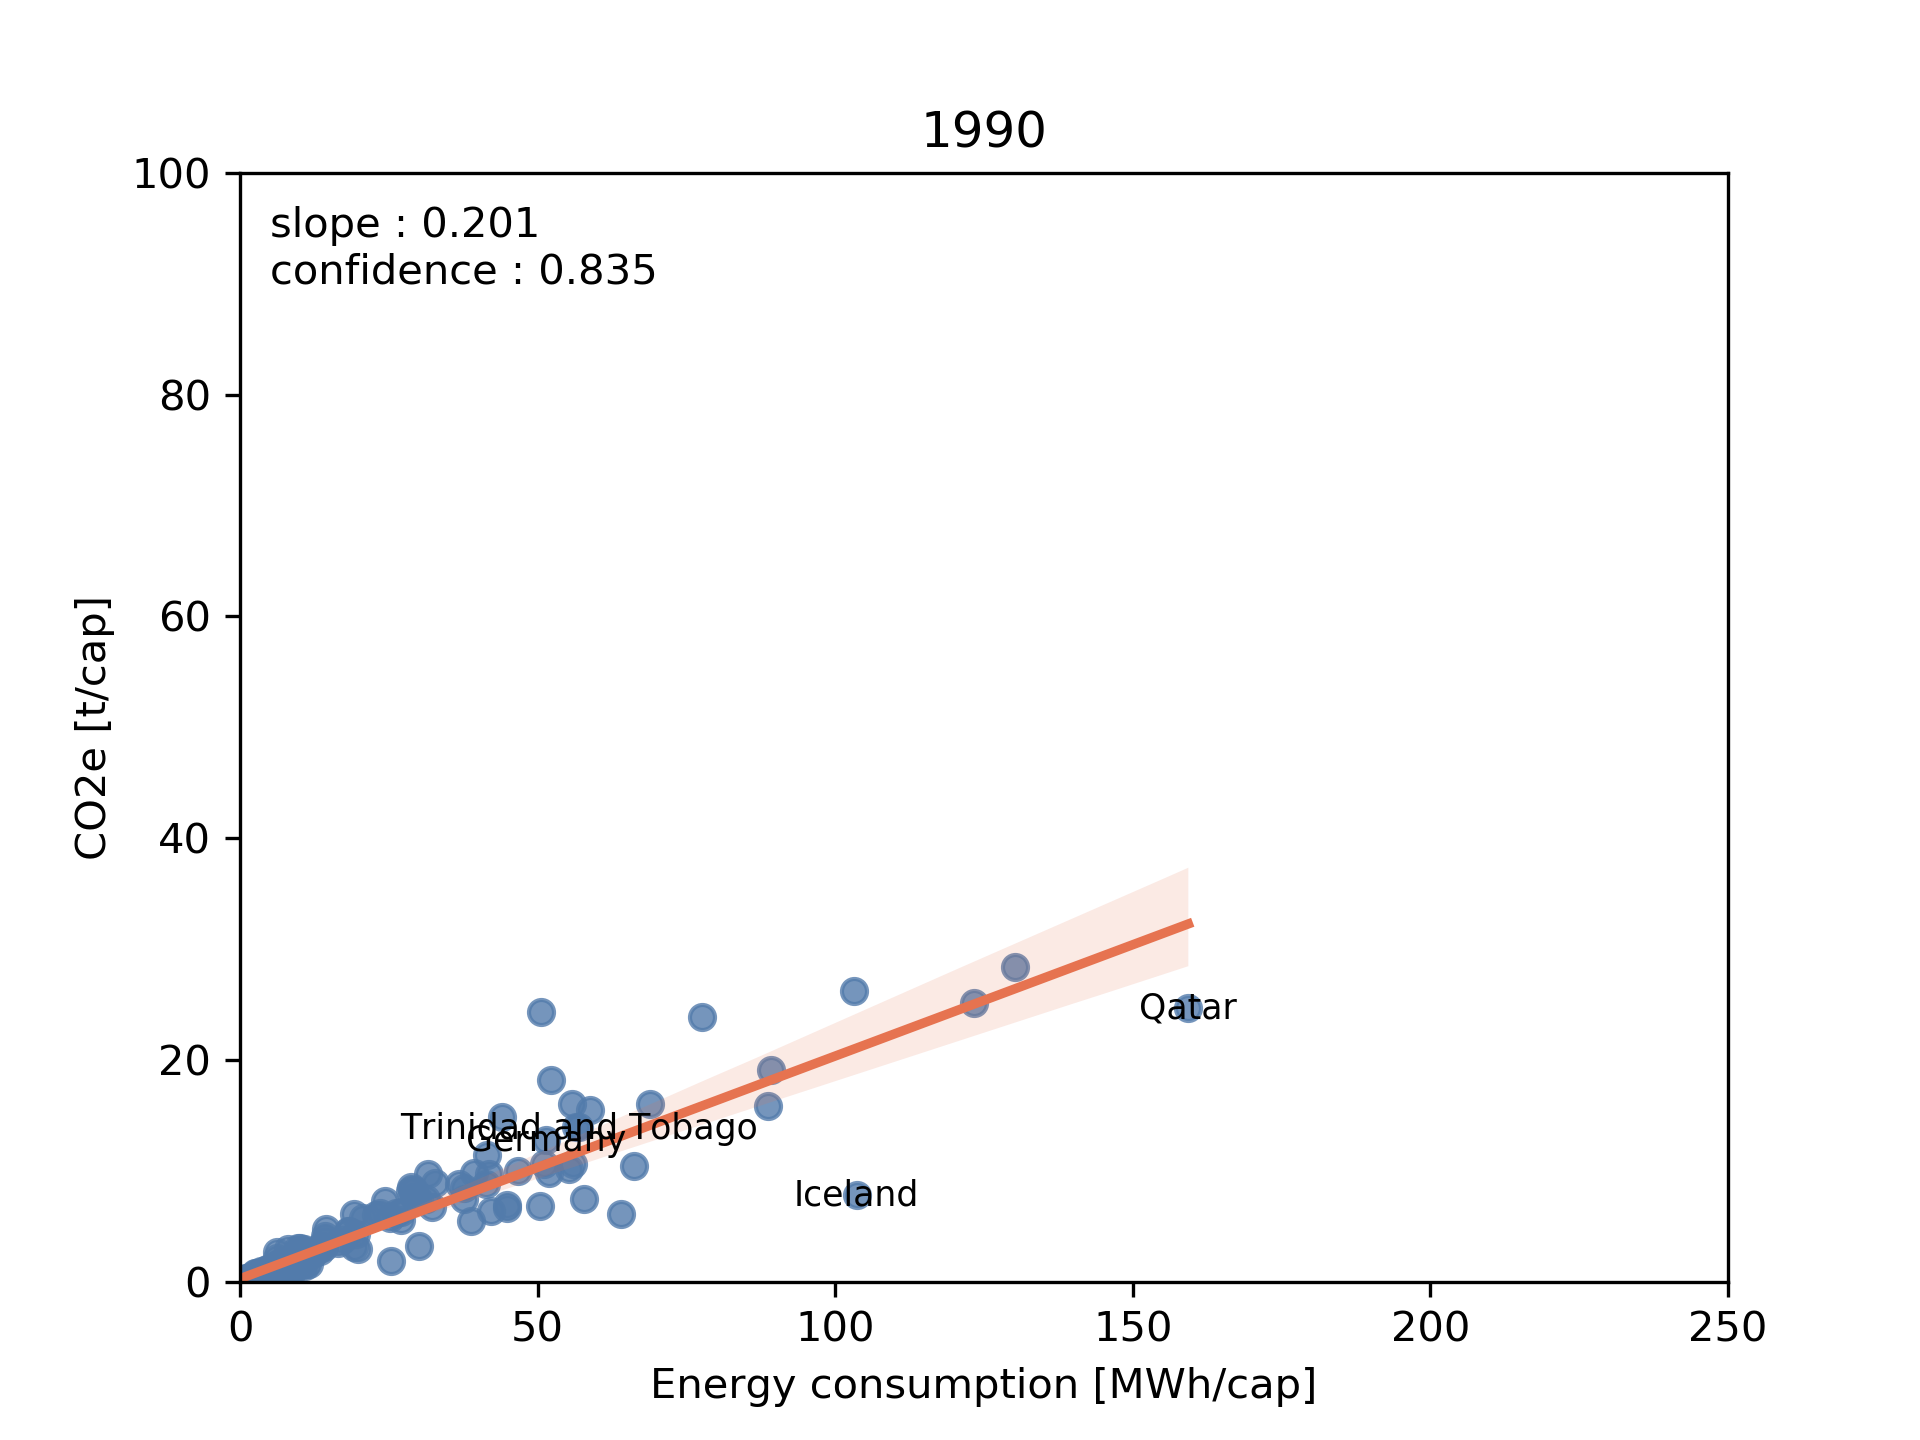 1990
slope : 0.201
confidence : 0.835
100
80
60
40
20
0
CO2e [t/cap]
Qatar
Trinidad and Tobago
Germany
Iceland
0 50 100 150 200 250
Energy consumption [MWh/cap]